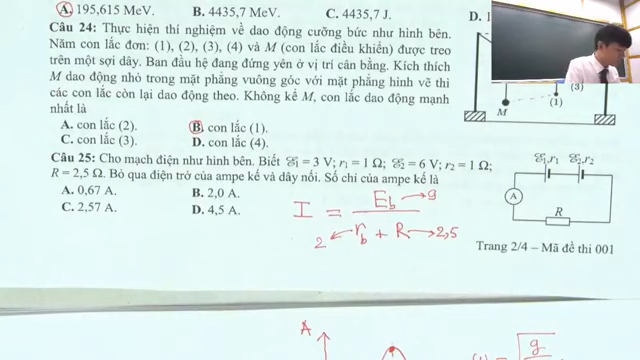 A. 195,615 MeV. B. 4435,7 MeV. C. 4435,7 J. D. 1
Câu 24: Thực hiện thí nghiệm về dao động cưỡng bức như hình bên.
Năm con lắc đơn: (1), (2), (3), (4) và M (con lắc điều khiển) được treo
trên một sợi dây. Ban đầu hệ đang đứng yên ở vị trí cân bằng. Kích thích
M dao động nhỏ trong mặt phẳng vuông góc với mặt phẳng hình vẽ thì
các con lắc còn lại dao động theo. Không kể M, con lắc dao động mạnh
nhất là
A. con lắc (2). B. con lắc (1).
C. con lắc (3). D. con lắc (4).
(3)
(1)
M
Câu 25: Cho mạch điện như hình bên. Biết ℰ1 = 3 V; r1 = 1 Ω; ℰ2 = 6 V; r2 = 1 Ω;
R = 2,5 Ω. Bỏ qua điện trở của ampe kế và dây nối. Số chỉ của ampe kế là
A. 0,67 A. B. 2,0 A.
C. 2,57 A. D. 4,5 A.
ℰ1,r1 ℰ2,r2
A
R
I = Eb → 9
2 ← rb + R → 2,5
Trang 2/4 – Mã đề thi 001
A
g